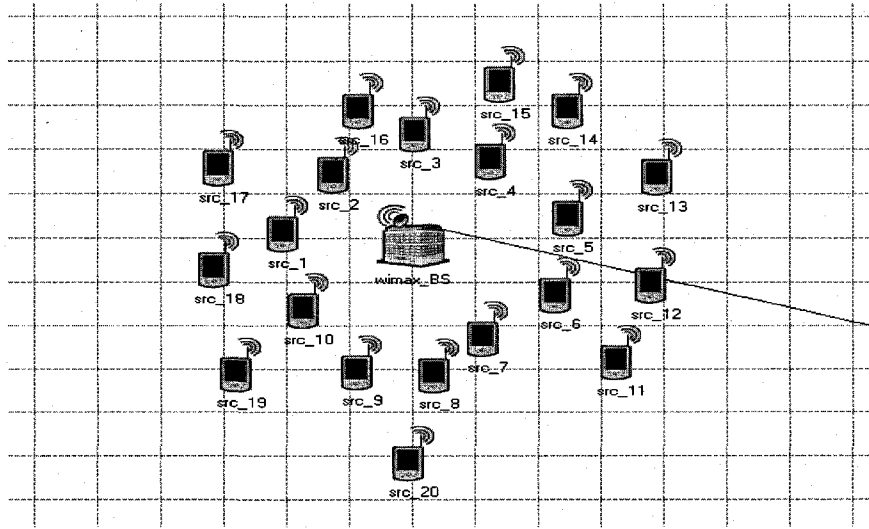 src_15
src_16
src_3
src_14
src_4
src_17
src_2
src_13
src_5
src_1
wimax_BS
src_18
src_12
src_6
src_10
src_7
src_11
src_19
src_9
src_8
src_20